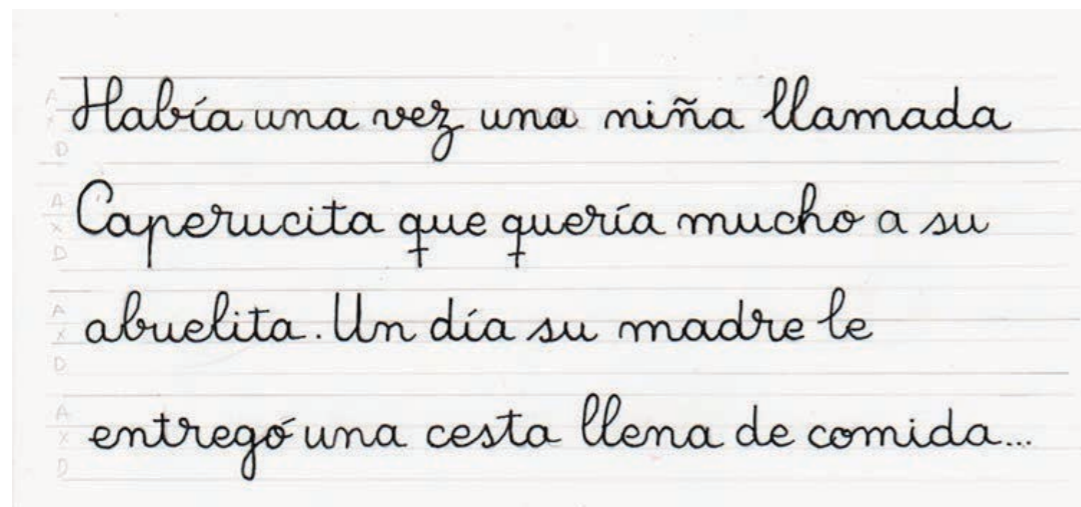 Había una vez una niña llamada
Caperucita que quería mucho a su
abuelita. Un día su madre le
entregó una cesta llena de comida...
A
D
A
X
D
A
X
D
A
X
D